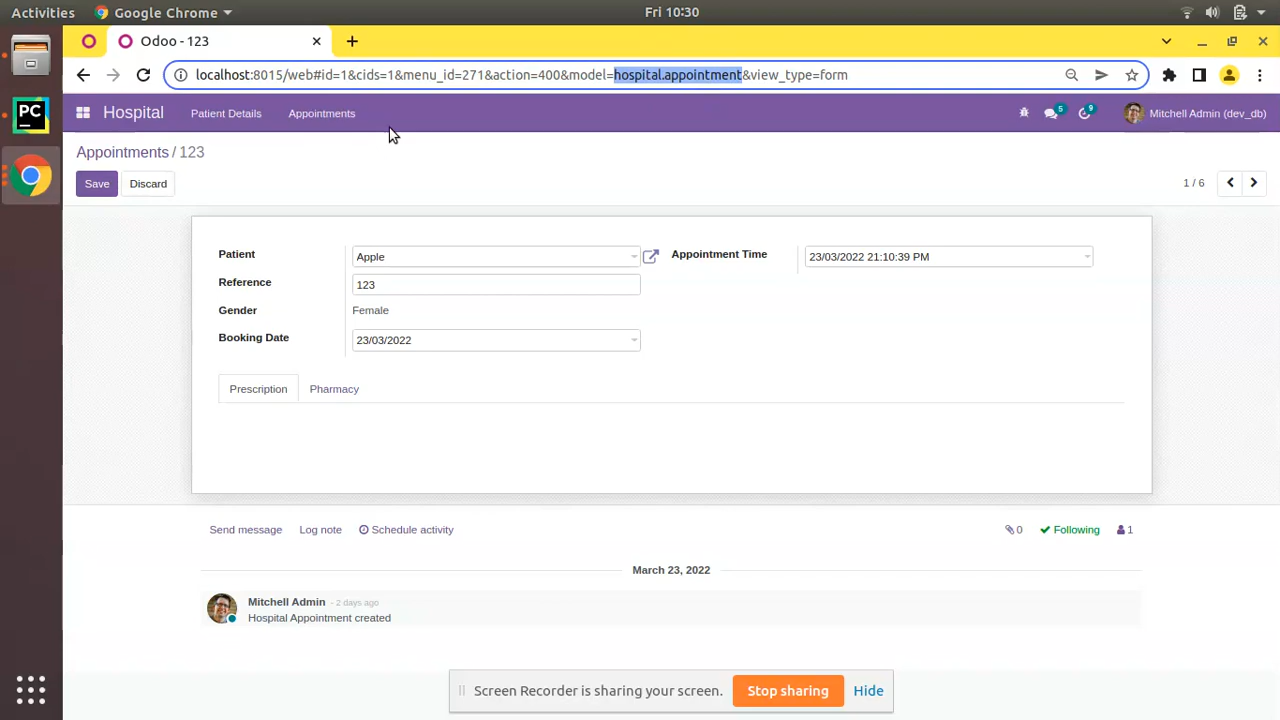 Activities Google Chrome Fri 10:30
Odoo - 123
localhost:8015/web#id=1&cids=1&menu_id=271&action=400&model=hospital.appointment&view_type=form
PC
Hospital Patient Details Appointments 5 9 Mitchell Admin (dev_db)
Appointments / 123
Save Discard 1 / 6
Patient Apple Appointment Time 23/03/2022 21:10:39 PM
Reference 123
Gender Female
Booking Date 23/03/2022
Prescription Pharmacy
Send message Log note Schedule activity 0 Following 1
March 23, 2022
Mitchell Admin - 2 days ago
Hospital Appointment created
Screen Recorder is sharing your screen. Stop sharing Hide